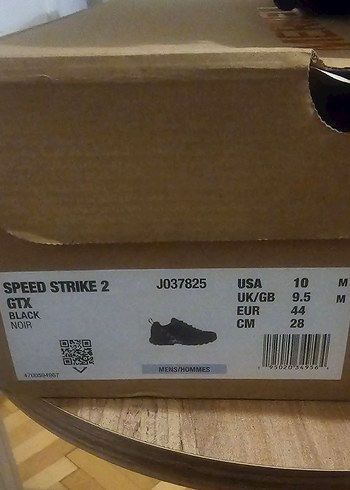 SPEED STRIKE 2
GTX
BLACK
NOIR
J037825
MENS/HOMMES
USA 10 M
UK/GB 9.5 M
EUR 44
CM 28